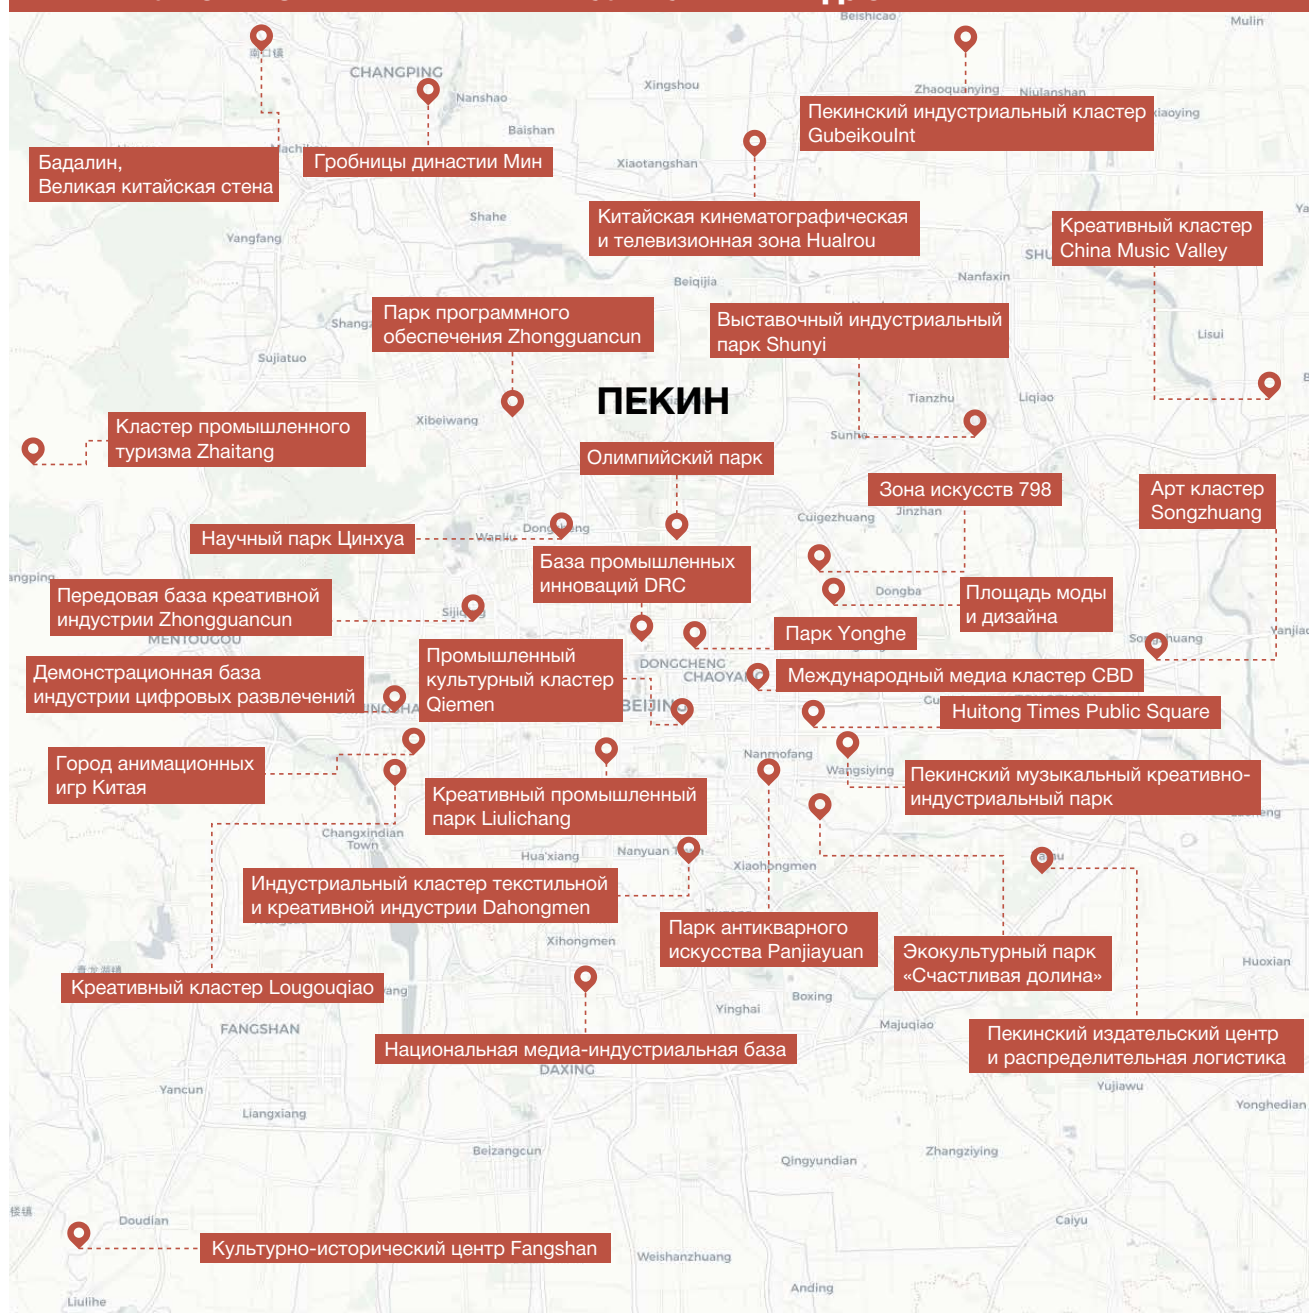 Beishicao
Mulin
南口镇
CHANGPING
Nanshao
Xingshou
Zhaoquanying
Niulanshan
Baishan
Xiaotangshan
Пекинский индустриальный кластер
GubeikouInt
Бадалин,
Великая китайская стена
Гробницы династии Мин
Shahe
Yangfang
Китайская кинематографическая
и телевизионная зона Hualrou
Креативный кластер
China Music Valley
Beiqijia
Nanfaxin
Парк программного
обеспечения Zhongguancun
Выставочный индустриальный
парк Shunyi
Lisui
Sujiatuo
ПЕКИН
Tianzhu
Liqiao
Xibeiwang
Sunhe
Кластер промышленного
туризма Zhaitang
Олимпийский парк
Зона искусств 798
Арт кластер
Songzhuang
Cuigezhuang
Jinzhan
Научный парк Цинхуа
Wanliu
База промышленных
инноваций DRC
Передовая база креативной
индустрии Zhongguancun
Dongba
Площадь моды
и дизайна
MENTOUGOU
Парк Yonghe
Демонстрационная база
индустрии цифровых развлечений
Промышленный
культурный кластер
Qiemen
DONGCHENG
Международный медиа кластер CBD
BEIJING
Huitong Times Public Square
Город анимационных
игр Китая
Nanmofang
Wangsiying
Пекинский музыкальный креативно-
индустриальный парк
Креативный промышленный
парк Liulichang
Changxindian
Town
Hua'xiang
Xiaohongmen
Индустриальный кластер текстильной
и креативной индустрии Dahongmen
Парк антикварного
искусства Panjiayuan
Экокультурный парк
«Счастливая долина»
Xihongmen
Huoxian
Креативный кластер Lougouqiao
Boxing
Yinghai
Majuqiao
FANGSHAN
Национальная медиа-индустриальная база
Пекинский издательский центр
и распределительная логистика
DAXING
Yancun
Yujiawu
Yonghedian
Liangxiang
Beizangcun
Qingyundian
Zhangziying
Doudian
Caiyu
Культурно-исторический центр Fangshan
Weishanzhuang
Anding
Liulihe